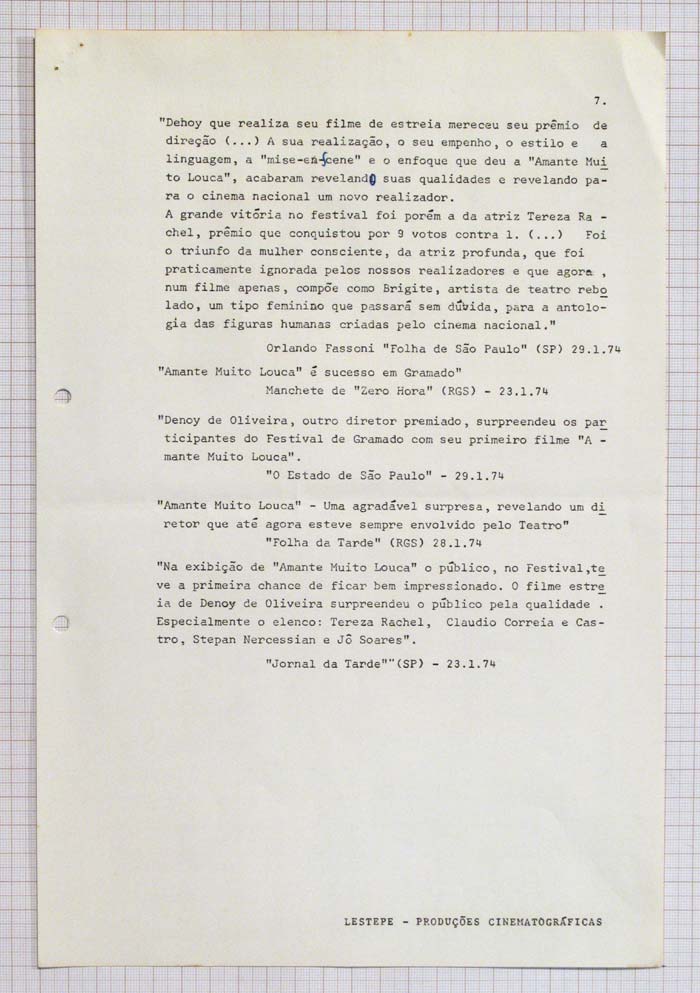 7.
"Dehoy que realiza seu filme de estreia mereceu seu prêmio de
direção (...) A sua realização, o seu empenho, o estilo e a
linguagem, a "mise-en-scene" e o enfoque que deu a "Amante Mui
to Louca", acabaram revelando suas qualidades e revelando pa-
ra o cinema nacional um novo realizador.
A grande vitória no festival foi porém a da atriz Tereza Ra -
chel, prêmio que conquistou por 9 votos contra 1. (...) Foi
o triunfo da mulher consciente, da atriz profunda, que foi
praticamente ignorada pelos nossos realizadores e que agora ,
num filme apenas, compõe como Brigite, artista de teatro rebo
lado, um tipo feminino que passará sem dúvida, para a antolo-
gia das figuras humanas criadas pelo cinema nacional."
Orlando Fassoni "Folha de São Paulo" (SP) 29.1.74
"Amante Muito Louca" é sucesso em Gramado"
Manchete de "Zero Hora" (RGS) - 23.1.74
"Denoy de Oliveira, outro diretor premiado, surpreendeu os par
ticipantes do Festival de Gramado com seu primeiro filme "A -
mante Muito Louca".
"O Estado de São Paulo" - 29.1.74
"Amante Muito Louca" - Uma agradável surpresa, revelando um di
retor que até agora esteve sempre envolvido pelo Teatro"
"Folha da Tarde" (RGS) 28.1.74
"Na exibição de "Amante Muito Louca" o público, no Festival,te
ve a primeira chance de ficar bem impressionado. O filme estre
ia de Denoy de Oliveira surpreendeu o público pela qualidade .
Especialmente o elenco: Tereza Rachel, Claudio Correia e Cas-
tro, Stepan Nercessian e Jô Soares".
"Jornal da Tarde""(SP) - 23.1.74
LESTEPE - PRODUÇÕES CINEMATOGRÁFICAS